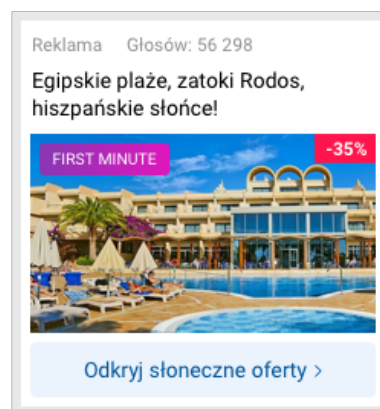 Reklama Głosów: 56 298
Egipskie plaże, zatoki Rodos,
hiszpańskie słońce!
FIRST MINUTE
-35%
Odkryj słoneczne oferty >